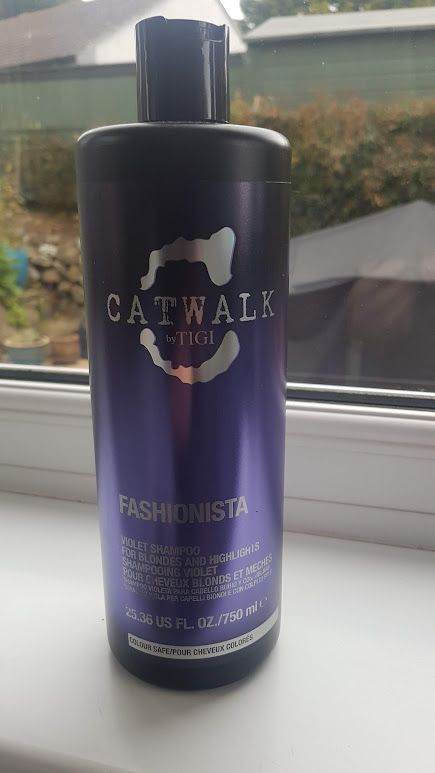 CATWALK
by TIGI
FASHIONISTA
VIOLET SHAMPOO
FOR BLONDES AND HIGHLIGHTS
SHAMPOOING VIOLET
POUR CHEVEUX BLONDS ET MECHES
25.36 US FL. OZ./750 ml ℮
COLOUR SAFE/POUR CHEVEUX COLORÉS